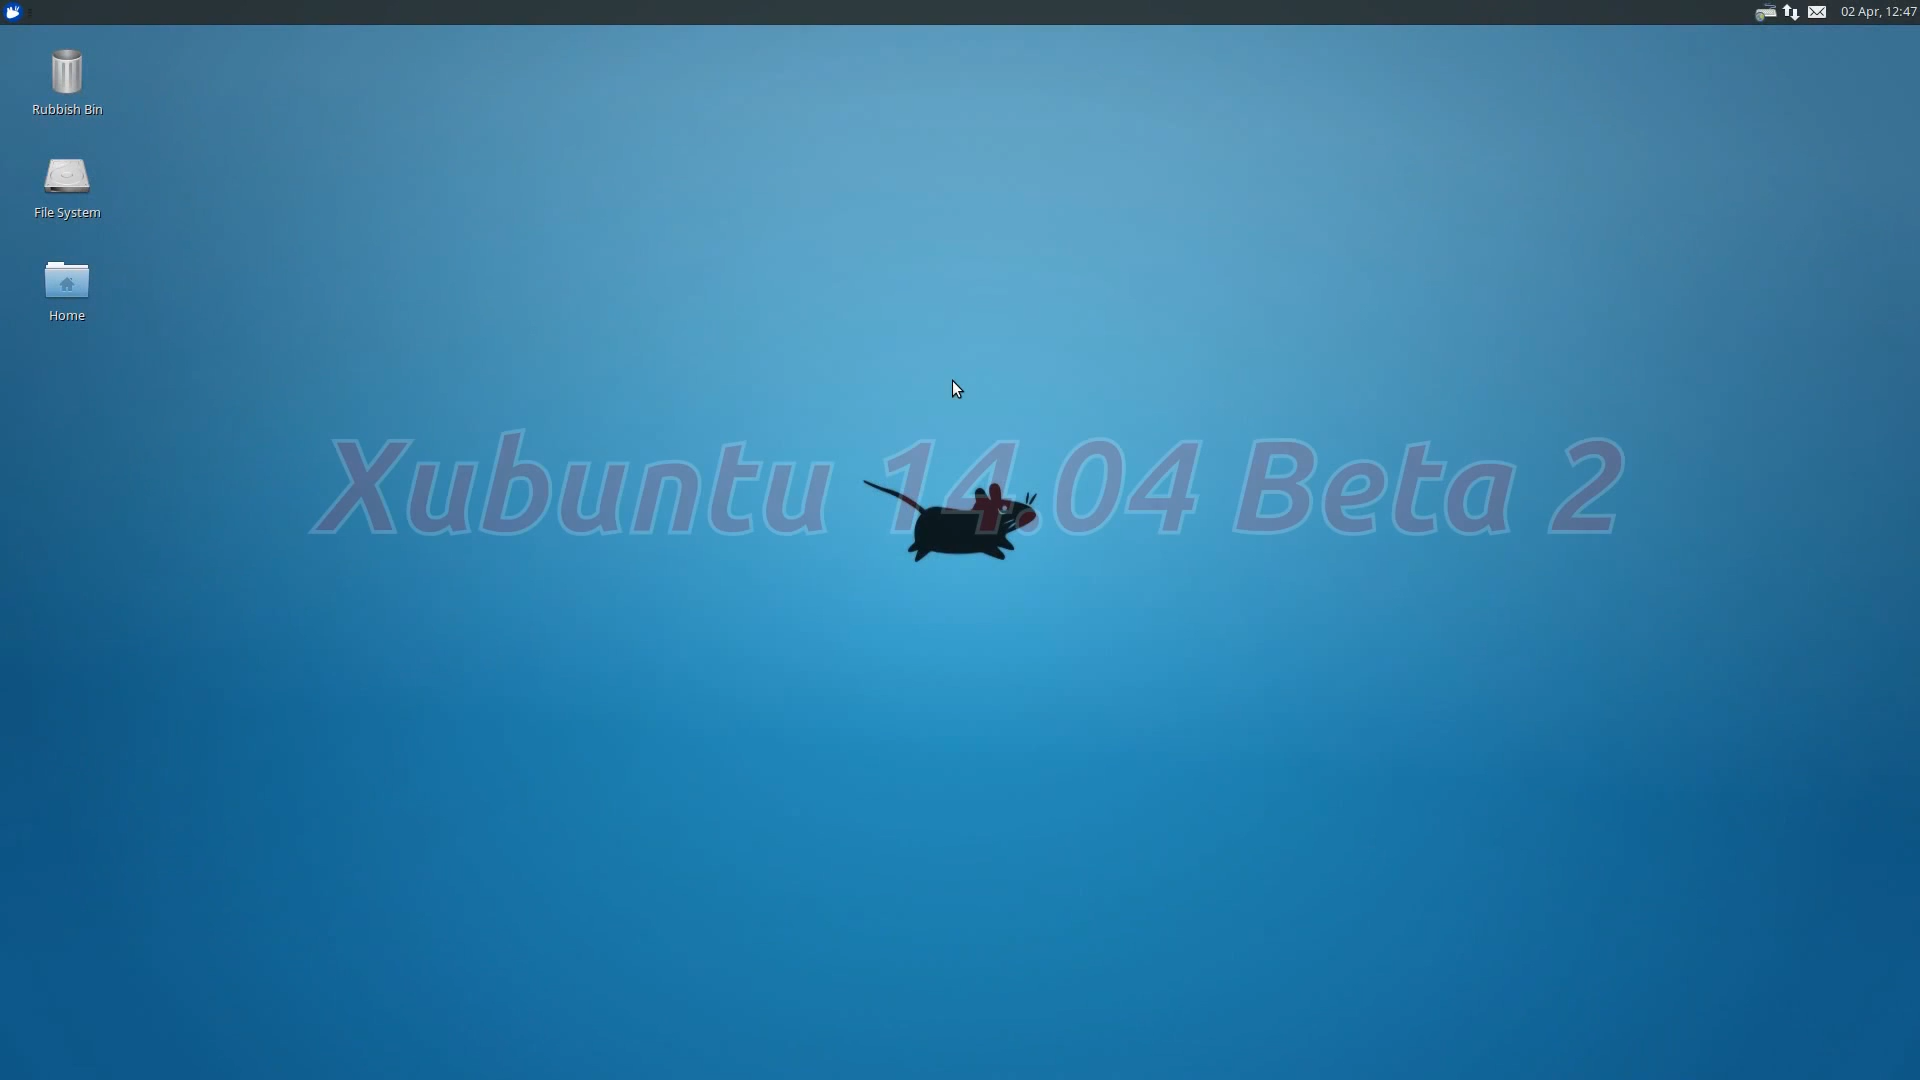 02 Apr, 12:47
Rubbish Bin
File System
Home
Xubuntu 14.04 Beta 2